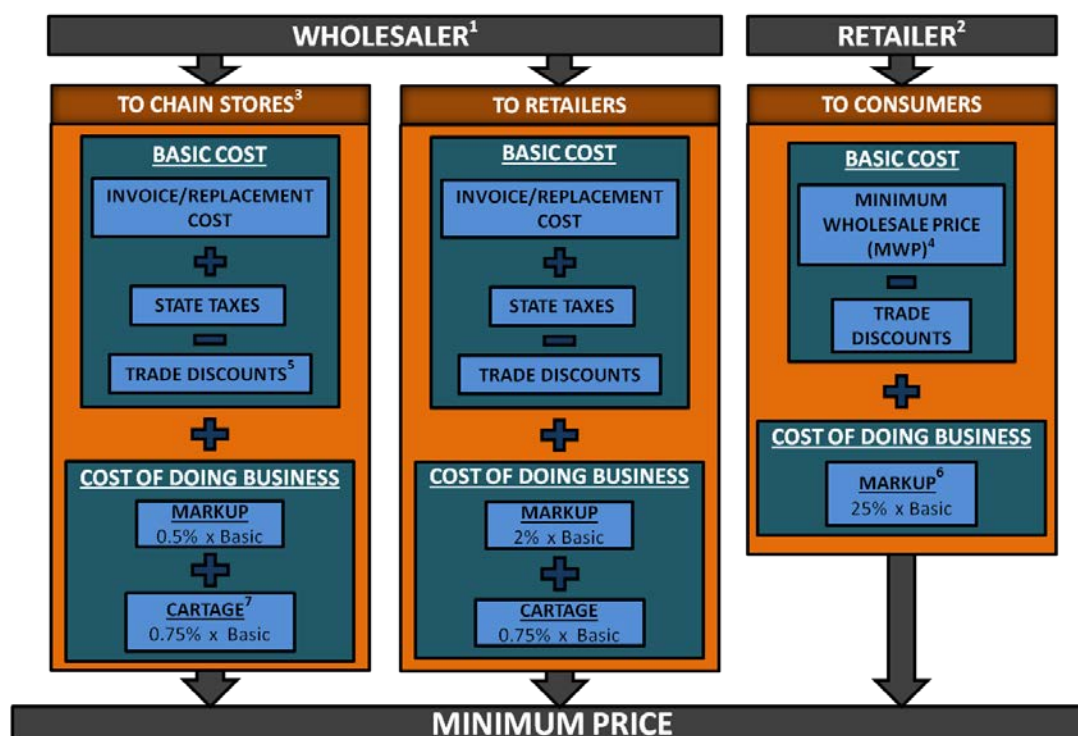 WHOLESALER1
RETAILER2
TO CHAIN STORES3
BASIC COST
INVOICE/REPLACEMENT
COST
STATE TAXES
TRADE DISCOUNTS5
COST OF DOING BUSINESS
MARKUP
0.5% x Basic
CARTAGE7
0.75% x Basic
TO RETAILERS
BASIC COST
INVOICE/REPLACEMENT
COST
STATE TAXES
TRADE DISCOUNTS
COST OF DOING BUSINESS
MARKUP
2% x Basic
CARTAGE
0.75% x Basic
TO CONSUMERS
BASIC COST
MINIMUM
WHOLESALE PRICE
(MWP)4
TRADE
DISCOUNTS
COST OF DOING BUSINESS
MARKUP6
25% x Basic
MINIMUM PRICE